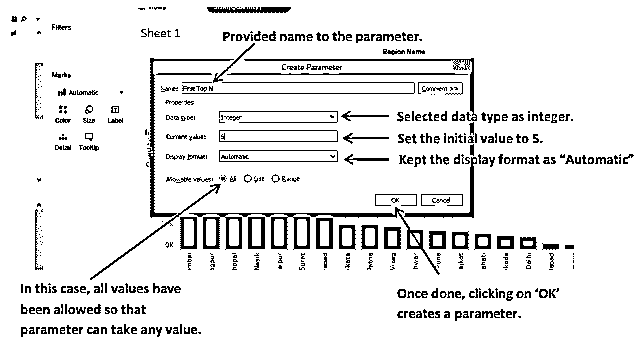 Filters
Sheet 1
Provided name to the parameter.
Region Name
Create Parameter
Marks
Name: First Top N
Comment >>
Automatic
Properties
Data type: Integer
Selected data type as integer.
Color Size Label
Current value: 5
Set the initial value to 5.
Detail Tooltip
Display format: Automatic
Kept the display format as "Automatic"
Allowable values: All List Range
OK Cancel
0K
Nasik
Surat
Delhi
In this case, all values have
been allowed so that
parameter can take any value.
Once done, clicking on 'OK'
creates a parameter.